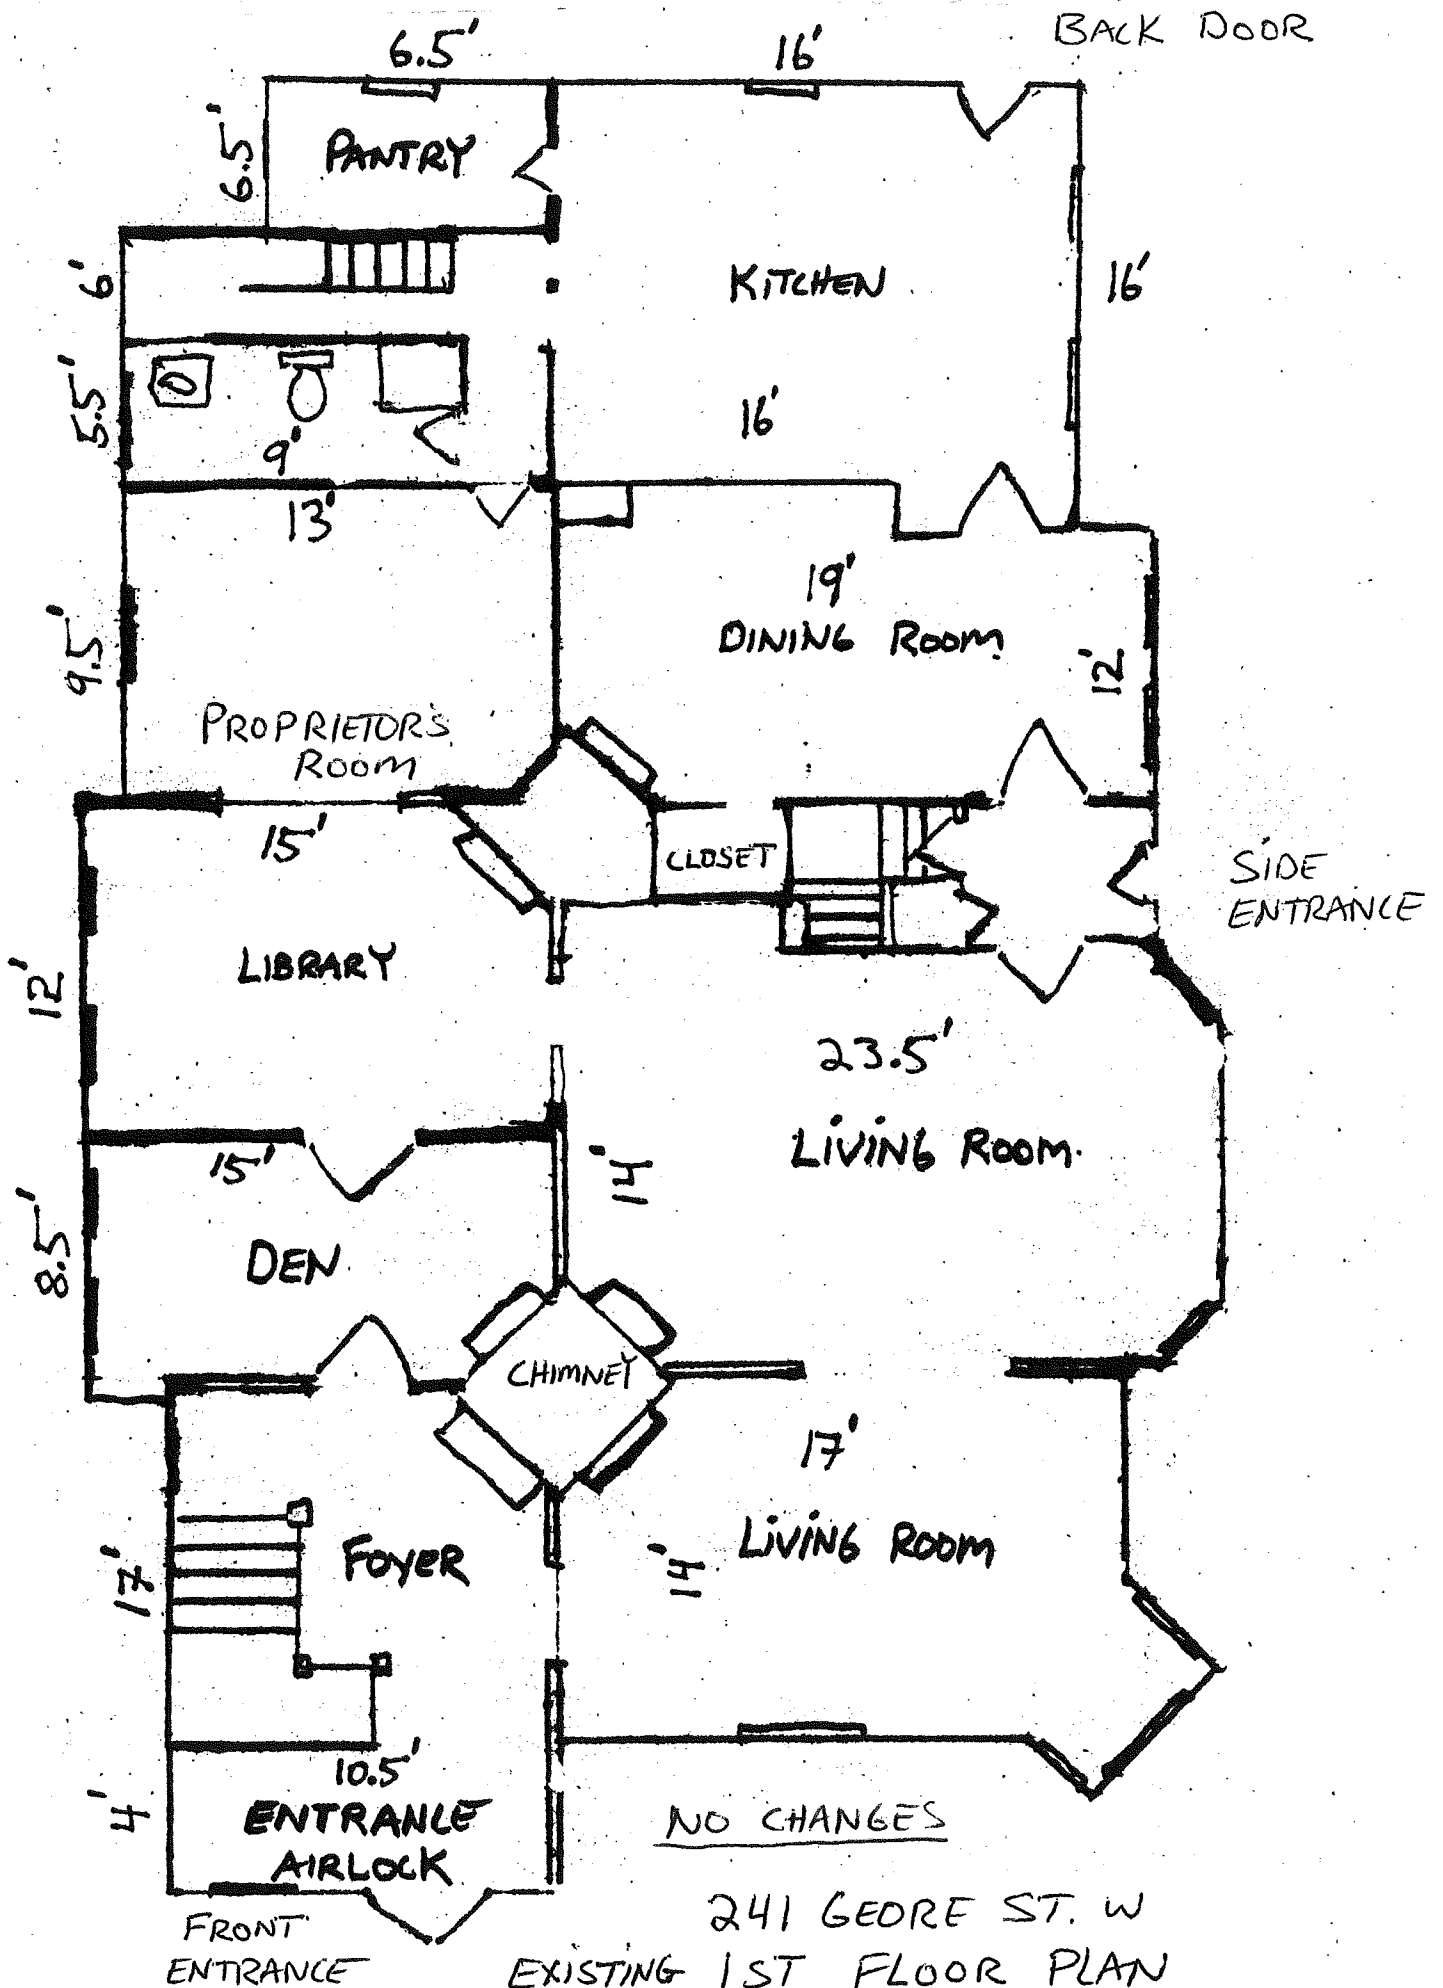 BACK DOOR
6.5'
16'
6.5'
PANTRY
6'
KITCHEN
16'
5.5'
9'
16'
13'
9.5'
19'
DINING ROOM
12'
PROPRIETOR'S
ROOM
15'
CLOSET
SIDE
ENTRANCE
LIBRARY
12'
23.5'
LIVING ROOM
15'
14'
8.5'
DEN
CHIMNEY
17'
17'
FOYER
14'
LIVING ROOM
10.5'
4'
ENTRANCE
AIRLOCK
NO CHANGES
FRONT
ENTRANCE
241 GEORE ST. W
EXISTING 1ST FLOOR PLAN